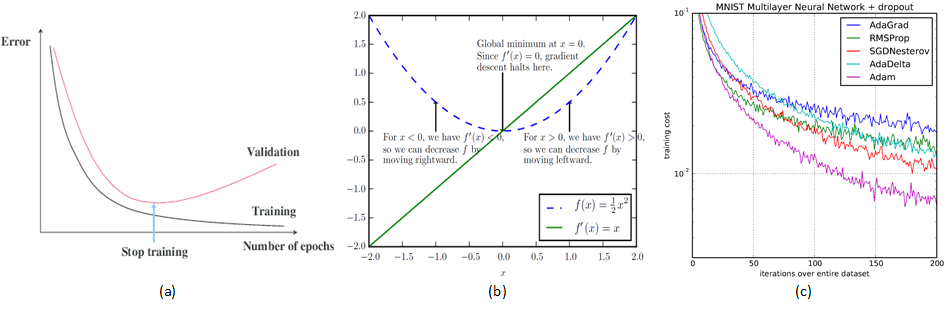 Error
Validation
Training
Stop training
Number of epochs
(a)
2.0
1.5
1.0
0.5
0.0
−0.5
−1.0
−1.5
−2.0
Global minimum at x = 0.
Since f′(x) = 0, gradient
descent halts here.
For x < 0, we have f′(x) < 0,
so we can decrease f by
moving rightward.
For x > 0, we have f′(x) > 0,
so we can decrease f by
moving leftward.
f(x) = ½x²
f′(x) = x
−2.0 −1.5 −1.0 −0.5 0.0 0.5 1.0 1.5 2.0
x
(b)
MNIST Multilayer Neural Network + dropout
10⁻¹
10⁻²
training cost
AdaGrad
RMSProp
SGDNesterov
AdaDelta
Adam
0 50 100 150 200
iterations over entire dataset
(c)